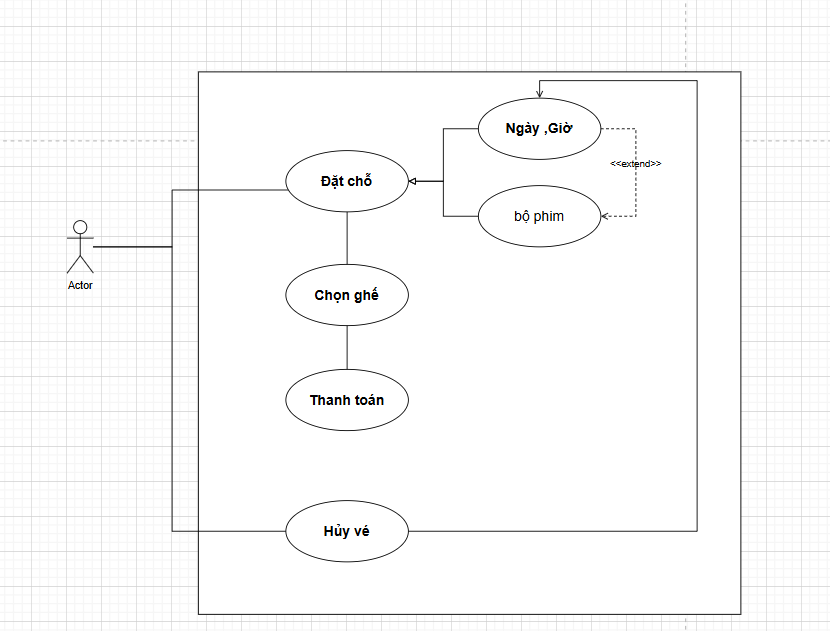 Ngày ,Giờ
<<extend>>
Đặt chỗ
bộ phim
Actor
Chọn ghế
Thanh toán
Hủy vé